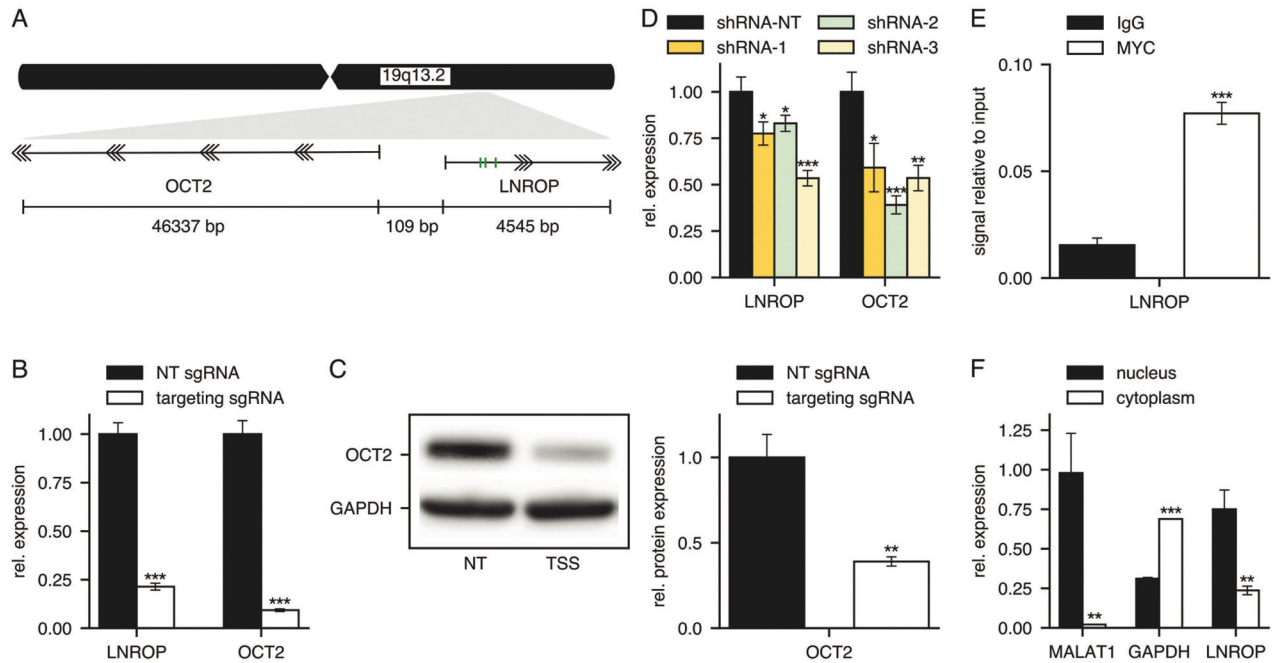 A
19q13.2
OCT2
LNROP
46337 bp
109 bp
4545 bp
B
NT sgRNA
targeting sgRNA
rel. expression
1.00
0.75
0.50
0.25
0.00
***
***
LNROP
OCT2
C
OCT2
GAPDH
NT
TSS
NT sgRNA
targeting sgRNA
rel. protein expression
1.0
0.5
0.0
**
OCT2
D
shRNA-NT
shRNA-2
shRNA-1
shRNA-3
rel. expression
1.00
0.75
0.50
0.25
0.00
*
*
***
*
***
**
LNROP
OCT2
E
IgG
MYC
signal relative to input
0.10
0.05
0.00
***
LNROP
F
nucleus
cytoplasm
rel. expression
1.25
1.00
0.75
0.50
0.25
0.00
**
***
**
MALAT1
GAPDH
LNROP